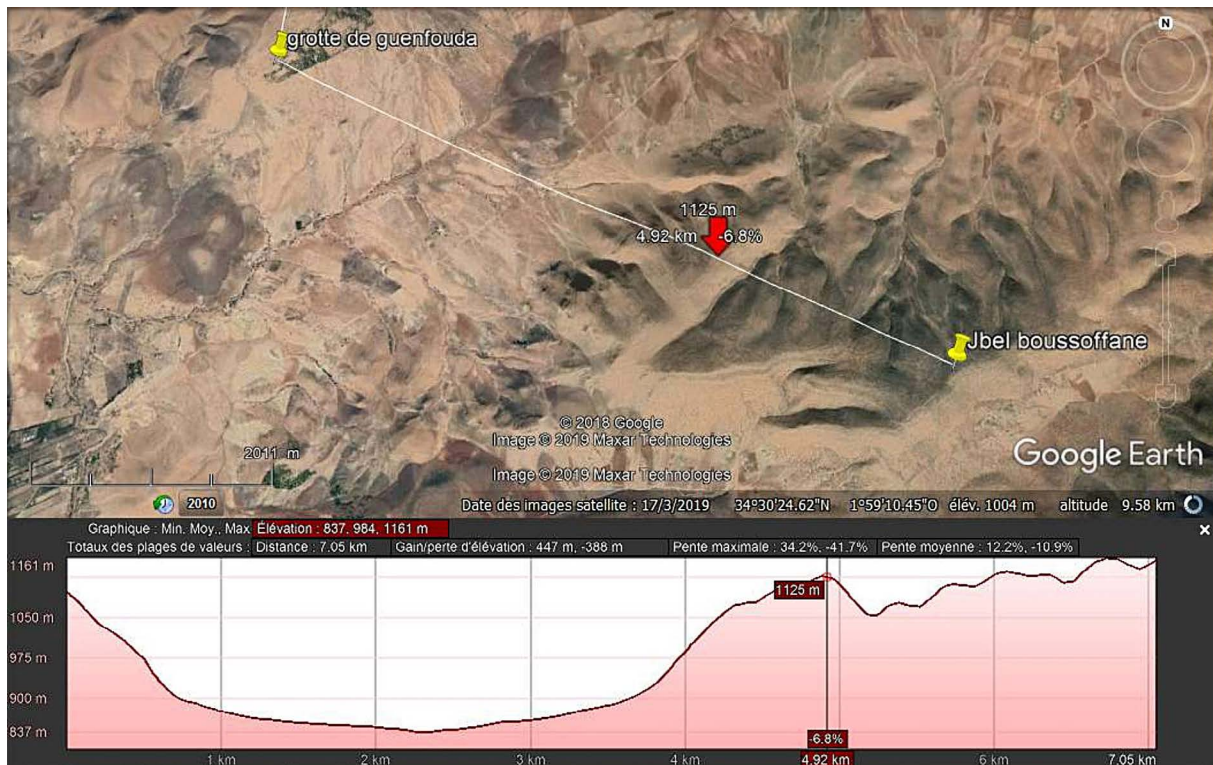 N
grotte de guenfouda
1125 m
4.92 km -6.8%
Jbel boussoffane
© 2018 Google
Image © 2019 Maxar Technologies
Google Earth
2011 m
Image © 2019 Maxar Technologies
2010
Date des images satellite : 17/3/2019 34°30'24.62"N 1°59'10.45"O élév. 1004 m altitude 9.58 km
Graphique : Min. Moy., Max Élévation : 837, 984, 1161 m
Totaux des plages de valeurs : Distance : 7.05 km Gain/perte d'élévation : 447 m, -388 m Pente maximale : 34.2%, -41.7% Pente moyenne : 12.2%, -10.9%
1161 m
1125 m
1050 m
975 m
900 m
837 m
-6.8%
1 km 2 km 3 km 4 km 4.92 km 6 km 7.05 km